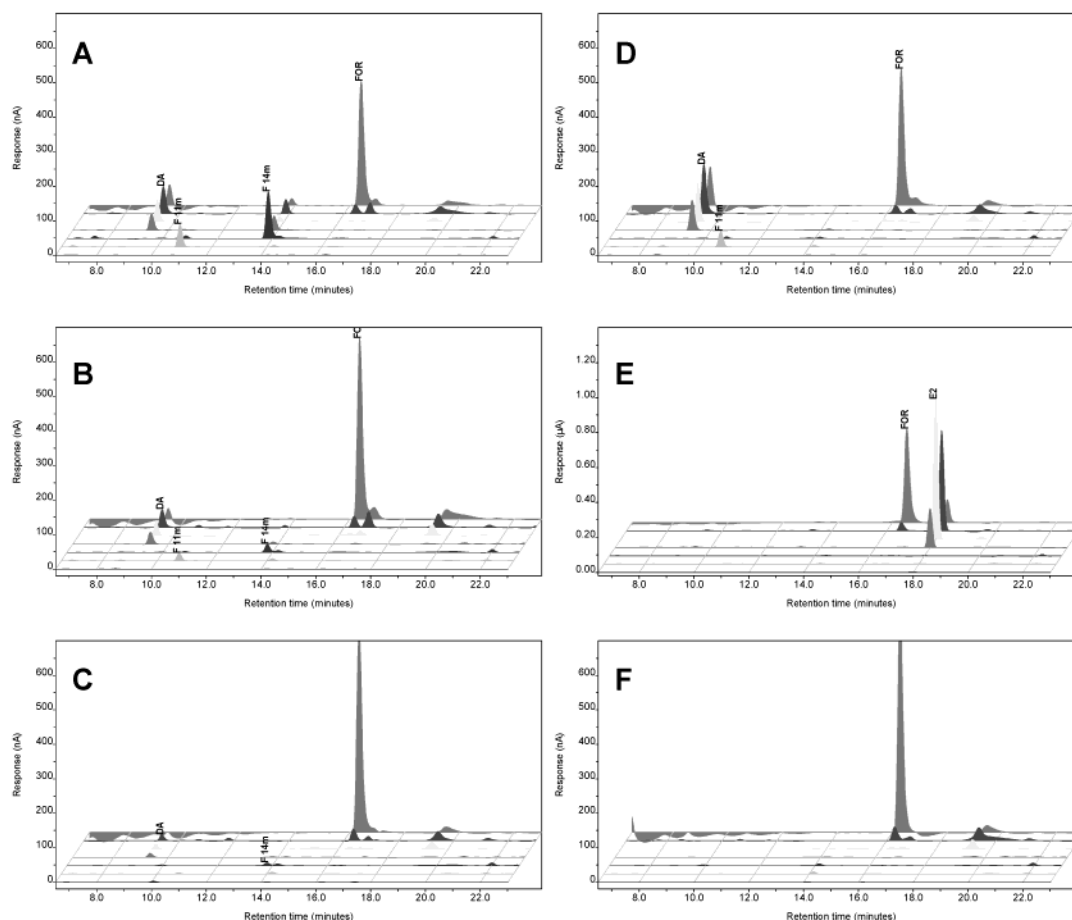 A
Response (nA)
600.
500.
400.
300.
200.
100.
0.
DA
F 11m
F 14m
FOR
8.0 10.0 12.0 14.0 16.0 18.0 20.0 22.0
Retention time (minutes)
D
Response (nA)
600.
500.
400.
300.
200.
100.
0.
DA
F 11m
FOR
8.0 10.0 12.0 14.0 16.0 18.0 20.0 22.0
Retention time (minutes)
B
Response (nA)
600.
500.
400.
300.
200.
100.
0.
DA
F 11m
F 14m
FC
8.0 10.0 12.0 14.0 16.0 18.0 20.0 22.0
Retention time (minutes)
E
Response (µA)
1.20
1.00
0.80
0.60
0.40
0.20
0.00
FOR
E2
8.0 10.0 12.0 14.0 16.0 18.0 20.0 22.0
Retention time (minutes)
C
Response (nA)
600.
500.
400.
300.
200.
100.
0.
DA
F 14m
8.0 10.0 12.0 14.0 16.0 18.0 20.0 22.0
Retention time (minutes)
F
Response (nA)
600.
500.
400.
300.
200.
100.
0.
8.0 10.0 12.0 14.0 16.0 18.0 20.0 22.0
Retention time (minutes)